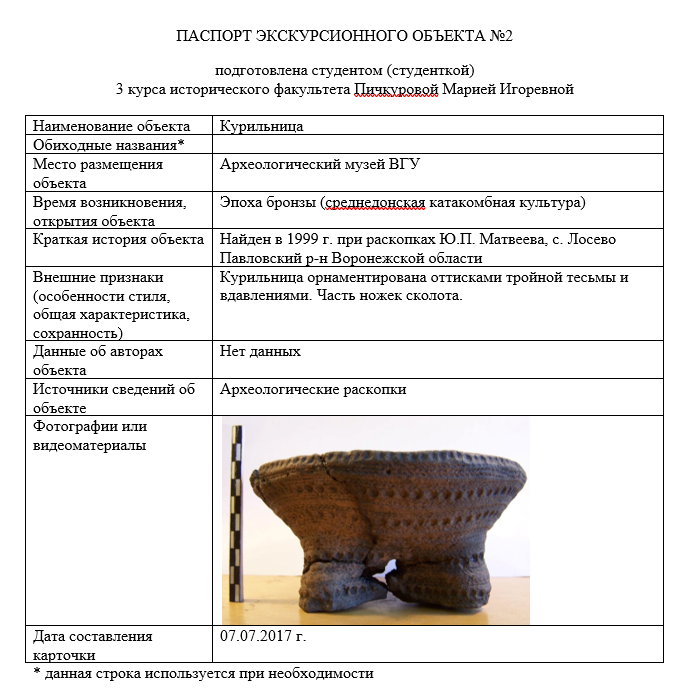 ПАСПОРТ ЭКСКУРСИОННОГО ОБЪЕКТА №2
подготовлена студентом (студенткой)
3 курса исторического факультета Пичкуровой Марией Игоревной
Наименование объекта
Курильница
Обиходные названия*
Место размещения
объекта
Археологический музей ВГУ
Время возникновения,
открытия объекта
Эпоха бронзы (среднедонская катакомбная культура)
Краткая история объекта
Найден в 1999 г. при раскопках Ю.П. Матвеева, с. Лосево
Павловский р-н Воронежской области
Внешние признаки
(особенности стиля,
общая характеристика,
сохранность)
Курильница орнаментирована оттисками тройной тесьмы и
вдавлениями. Часть ножек сколота.
Данные об авторах
объекта
Нет данных
Источники сведений об
объекте
Археологические раскопки
Фотографии или
видеоматериалы
Дата составления
карточки
07.07.2017 г.
* данная строка используется при необходимости